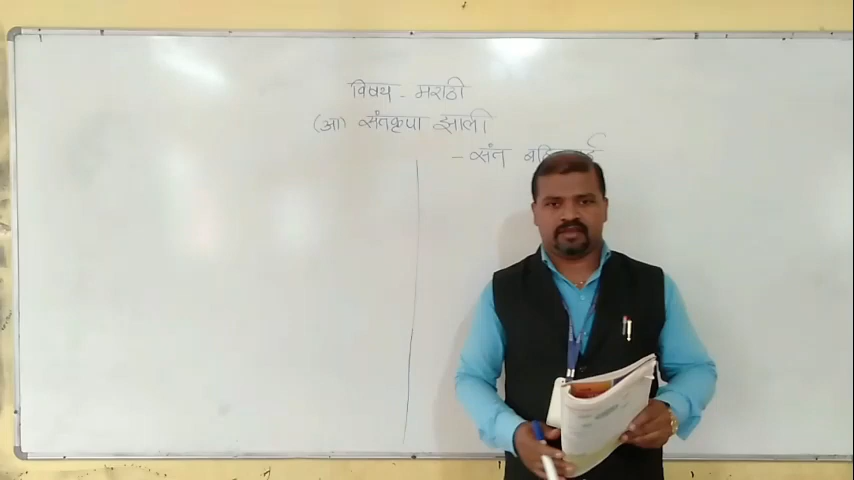 विषय - मराठी
(आ) संतकृपा झाली
- संत